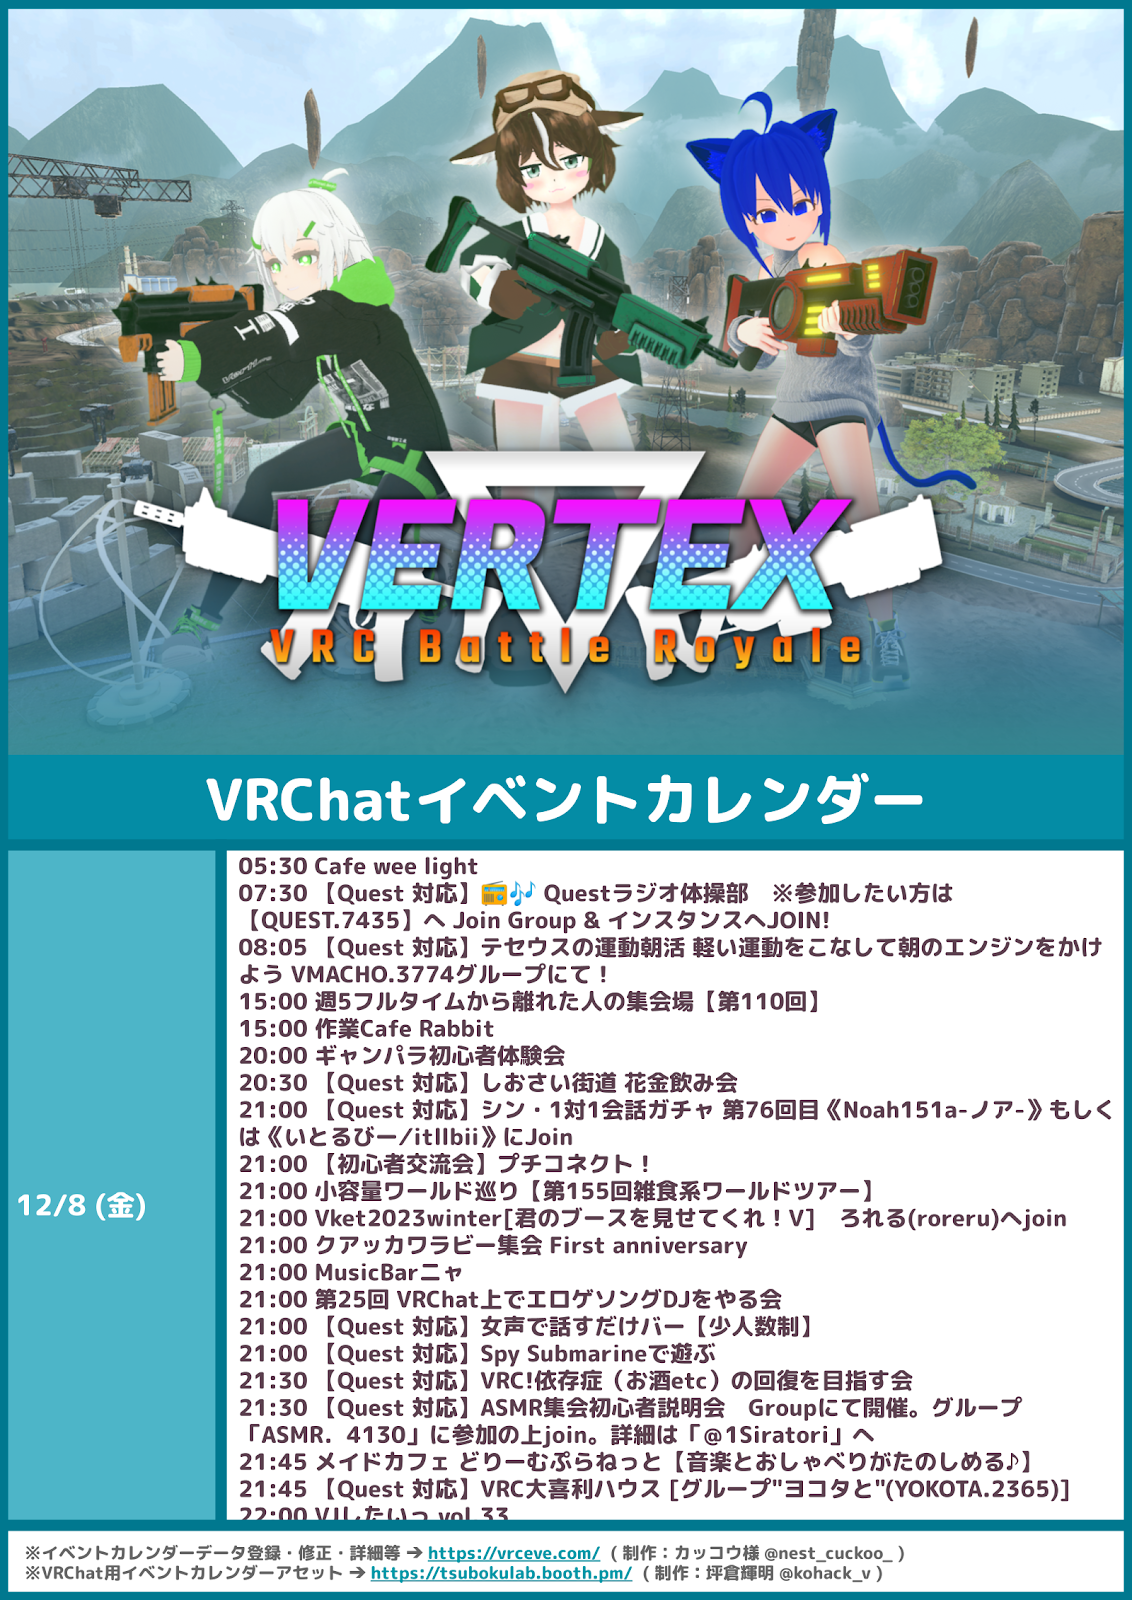 VERTEX
VRC Battle Royale
VRChatイベントカレンダー
12/8 (金)
05:30 Cafe wee light
07:30 【Quest 対応】📻🎶 Questラジオ体操部　※参加したい方は
【QUEST.7435】へ Join Group & インスタンスへJOIN!
08:05 【Quest 対応】テセウスの運動朝活 軽い運動をこなして朝のエンジンをかけ
よう VMACHO.3774グループにて！
15:00 週5フルタイムから離れた人の集会場【第110回】
15:00 作業Cafe Rabbit
20:00 ギャンパラ初心者体験会
20:30 【Quest 対応】しおさい街道 花金飲み会
21:00 【Quest 対応】シン・1対1会話ガチャ 第76回目《Noah151a-ノア-》もしく
は《いとるびー/itllbii》にJoin
21:00 【初心者交流会】プチコネクト！
21:00 小容量ワールド巡り【第155回雑食系ワールドツアー】
21:00 Vket2023winter[君のブースを見せてくれ！V]　ろれる(roreru)へjoin
21:00 クアッカワラビー集会 First anniversary
21:00 MusicBarニャ
21:00 第25回 VRChat上でエロゲソングDJをやる会
21:00 【Quest 対応】女声で話すだけバー【少人数制】
21:00 【Quest 対応】Spy Submarineで遊ぶ
21:30 【Quest 対応】VRC!依存症（お酒etc）の回復を目指す会
21:30 【Quest 対応】ASMR集会初心者説明会　Groupにて開催。グループ
「ASMR．4130」に参加の上join。詳細は「@1Siratori」へ
21:45 メイドカフェ どりーむぷらねっと【音楽とおしゃべりがたのしめる♪】
21:45 【Quest 対応】VRC大喜利ハウス [グループ"ヨコタと"(YOKOTA.2365)]
22:00 VJしたいっ vol.33
※イベントカレンダーデータ登録・修正・詳細等 → https://vrceve.com/ ( 制作：カッコウ様 @nest_cuckoo_ )
※VRChat用イベントカレンダーアセット → https://tsubokulab.booth.pm/ ( 制作：坪倉輝明 @kohack_v )